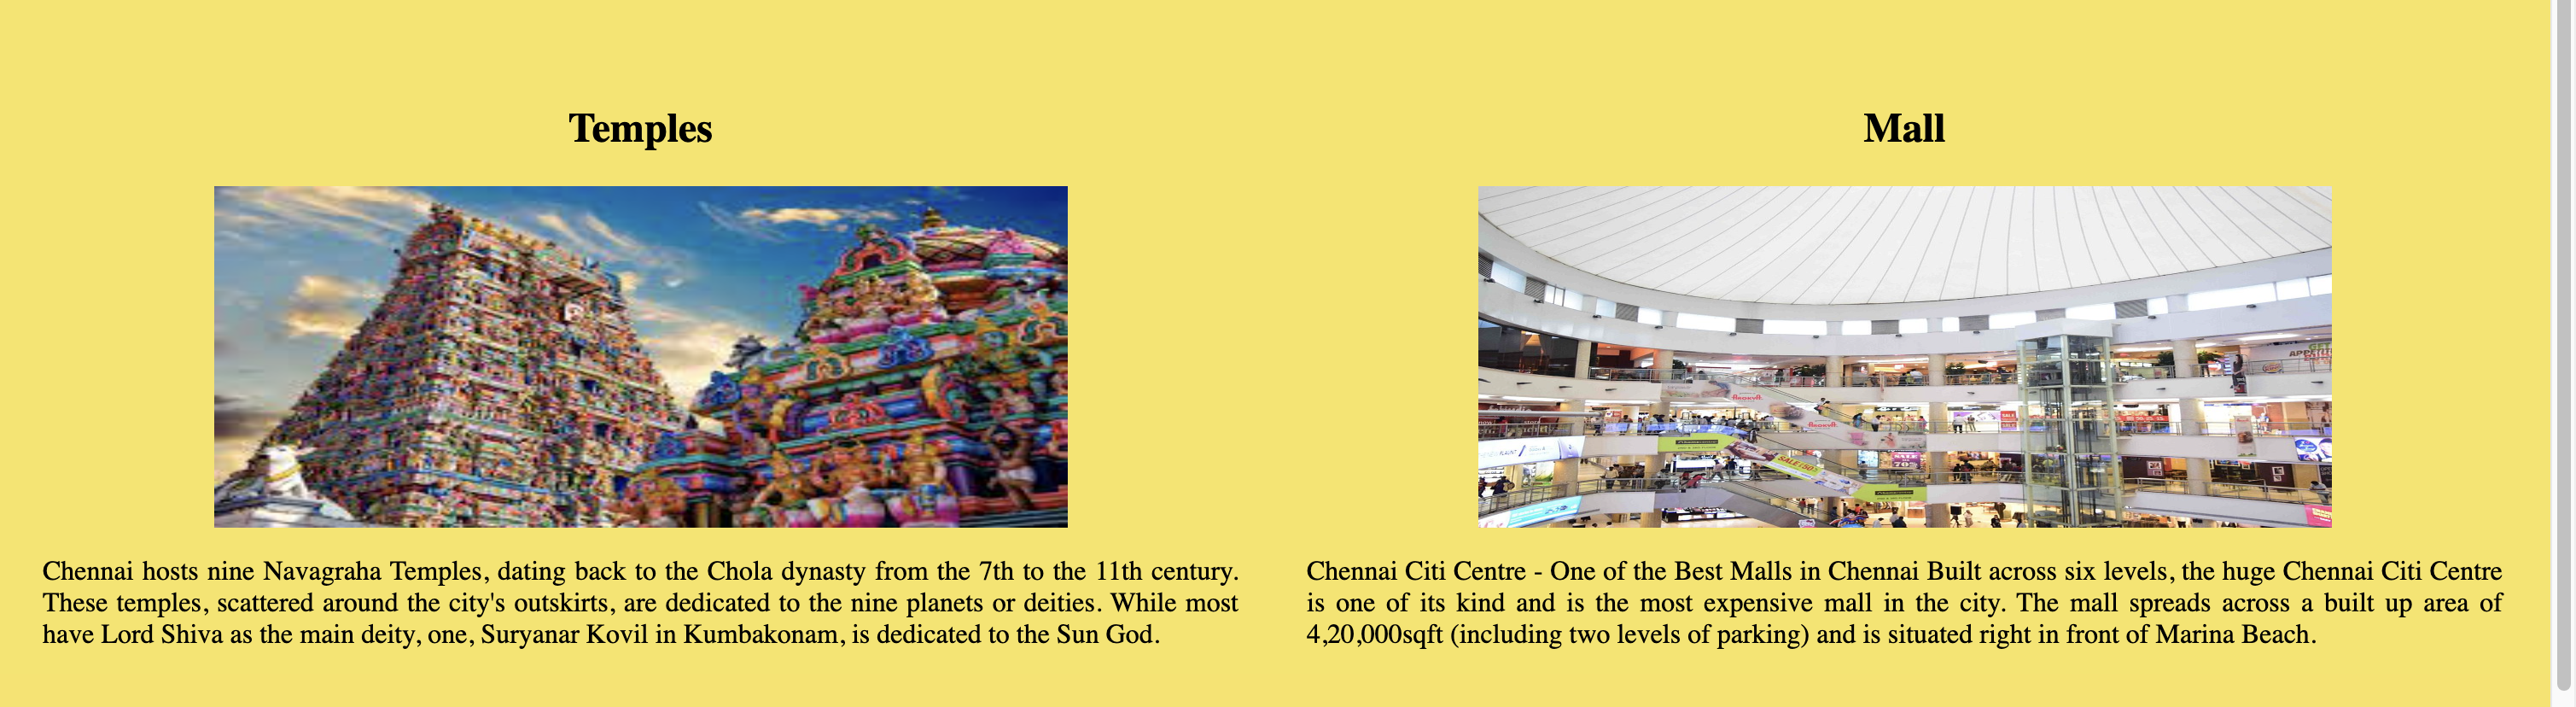 Temples
Chennai hosts nine Navagraha Temples, dating back to the Chola dynasty from the 7th to the 11th century.
These temples, scattered around the city's outskirts, are dedicated to the nine planets or deities. While most
have Lord Shiva as the main deity, one, Suryanar Kovil in Kumbakonam, is dedicated to the Sun God.
Mall
SALE
Chennai Citi Centre - One of the Best Malls in Chennai Built across six levels, the huge Chennai Citi Centre
is one of its kind and is the most expensive mall in the city. The mall spreads across a built up area of
4,20,000sqft (including two levels of parking) and is situated right in front of Marina Beach.